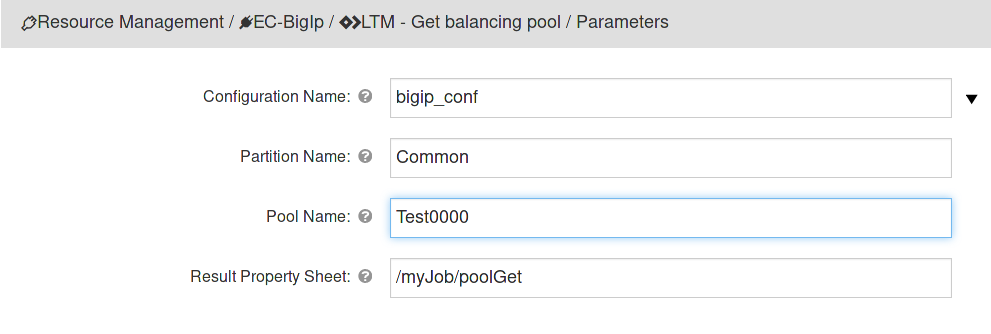 Resource Management / EC-BigIp / LTM - Get balancing pool / Parameters
Configuration Name: bigip_conf
Partition Name: Common
Pool Name: Test0000
Result Property Sheet: /myJob/poolGet